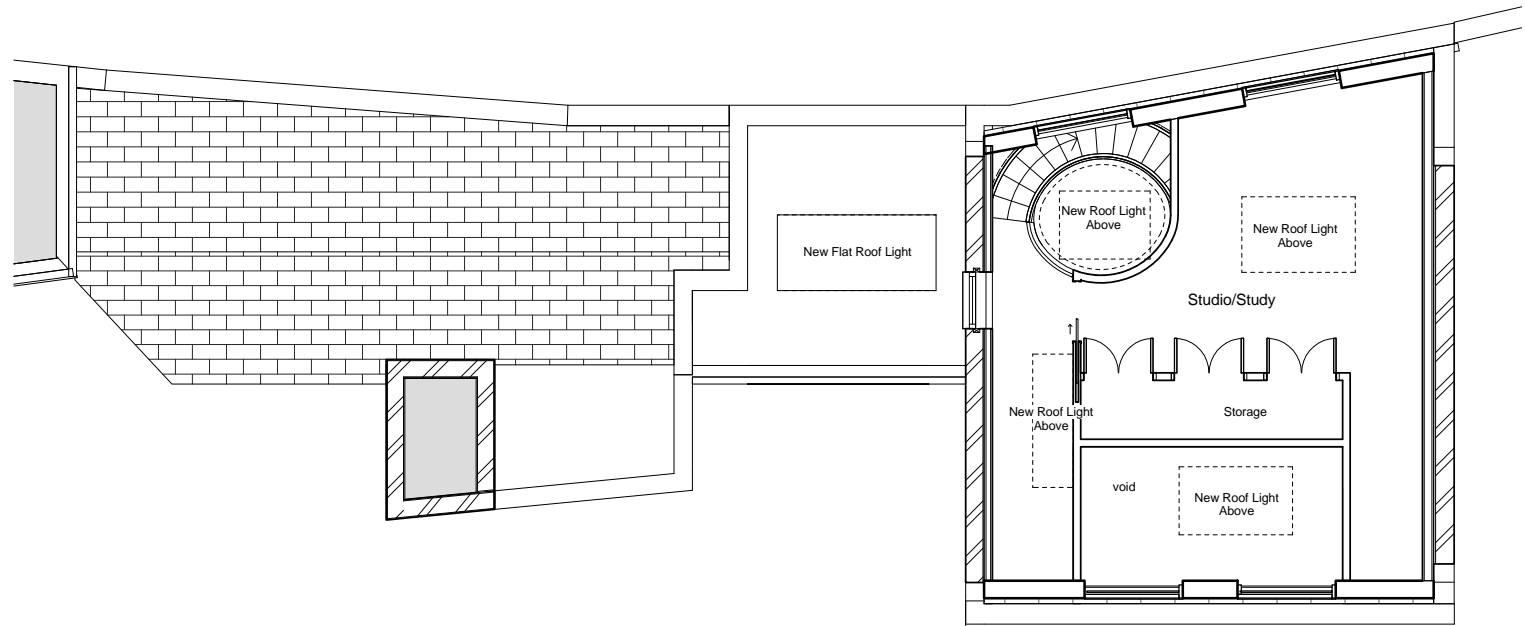 New Roof Light
Above
New Roof Light
Above
New Flat Roof Light
Studio/Study
New Roof Light
Above
Storage
void
New Roof Light
Above